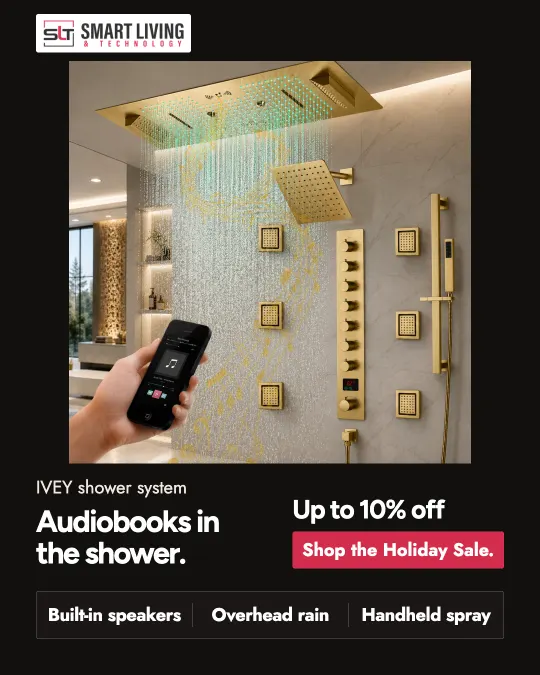 SLT SMART LIVING
& TECHNOLOGY
IVEY shower system
Audiobooks in
the shower.
Up to 10% off
Shop the Holiday Sale.
Built-in speakers
Overhead rain
Handheld spray